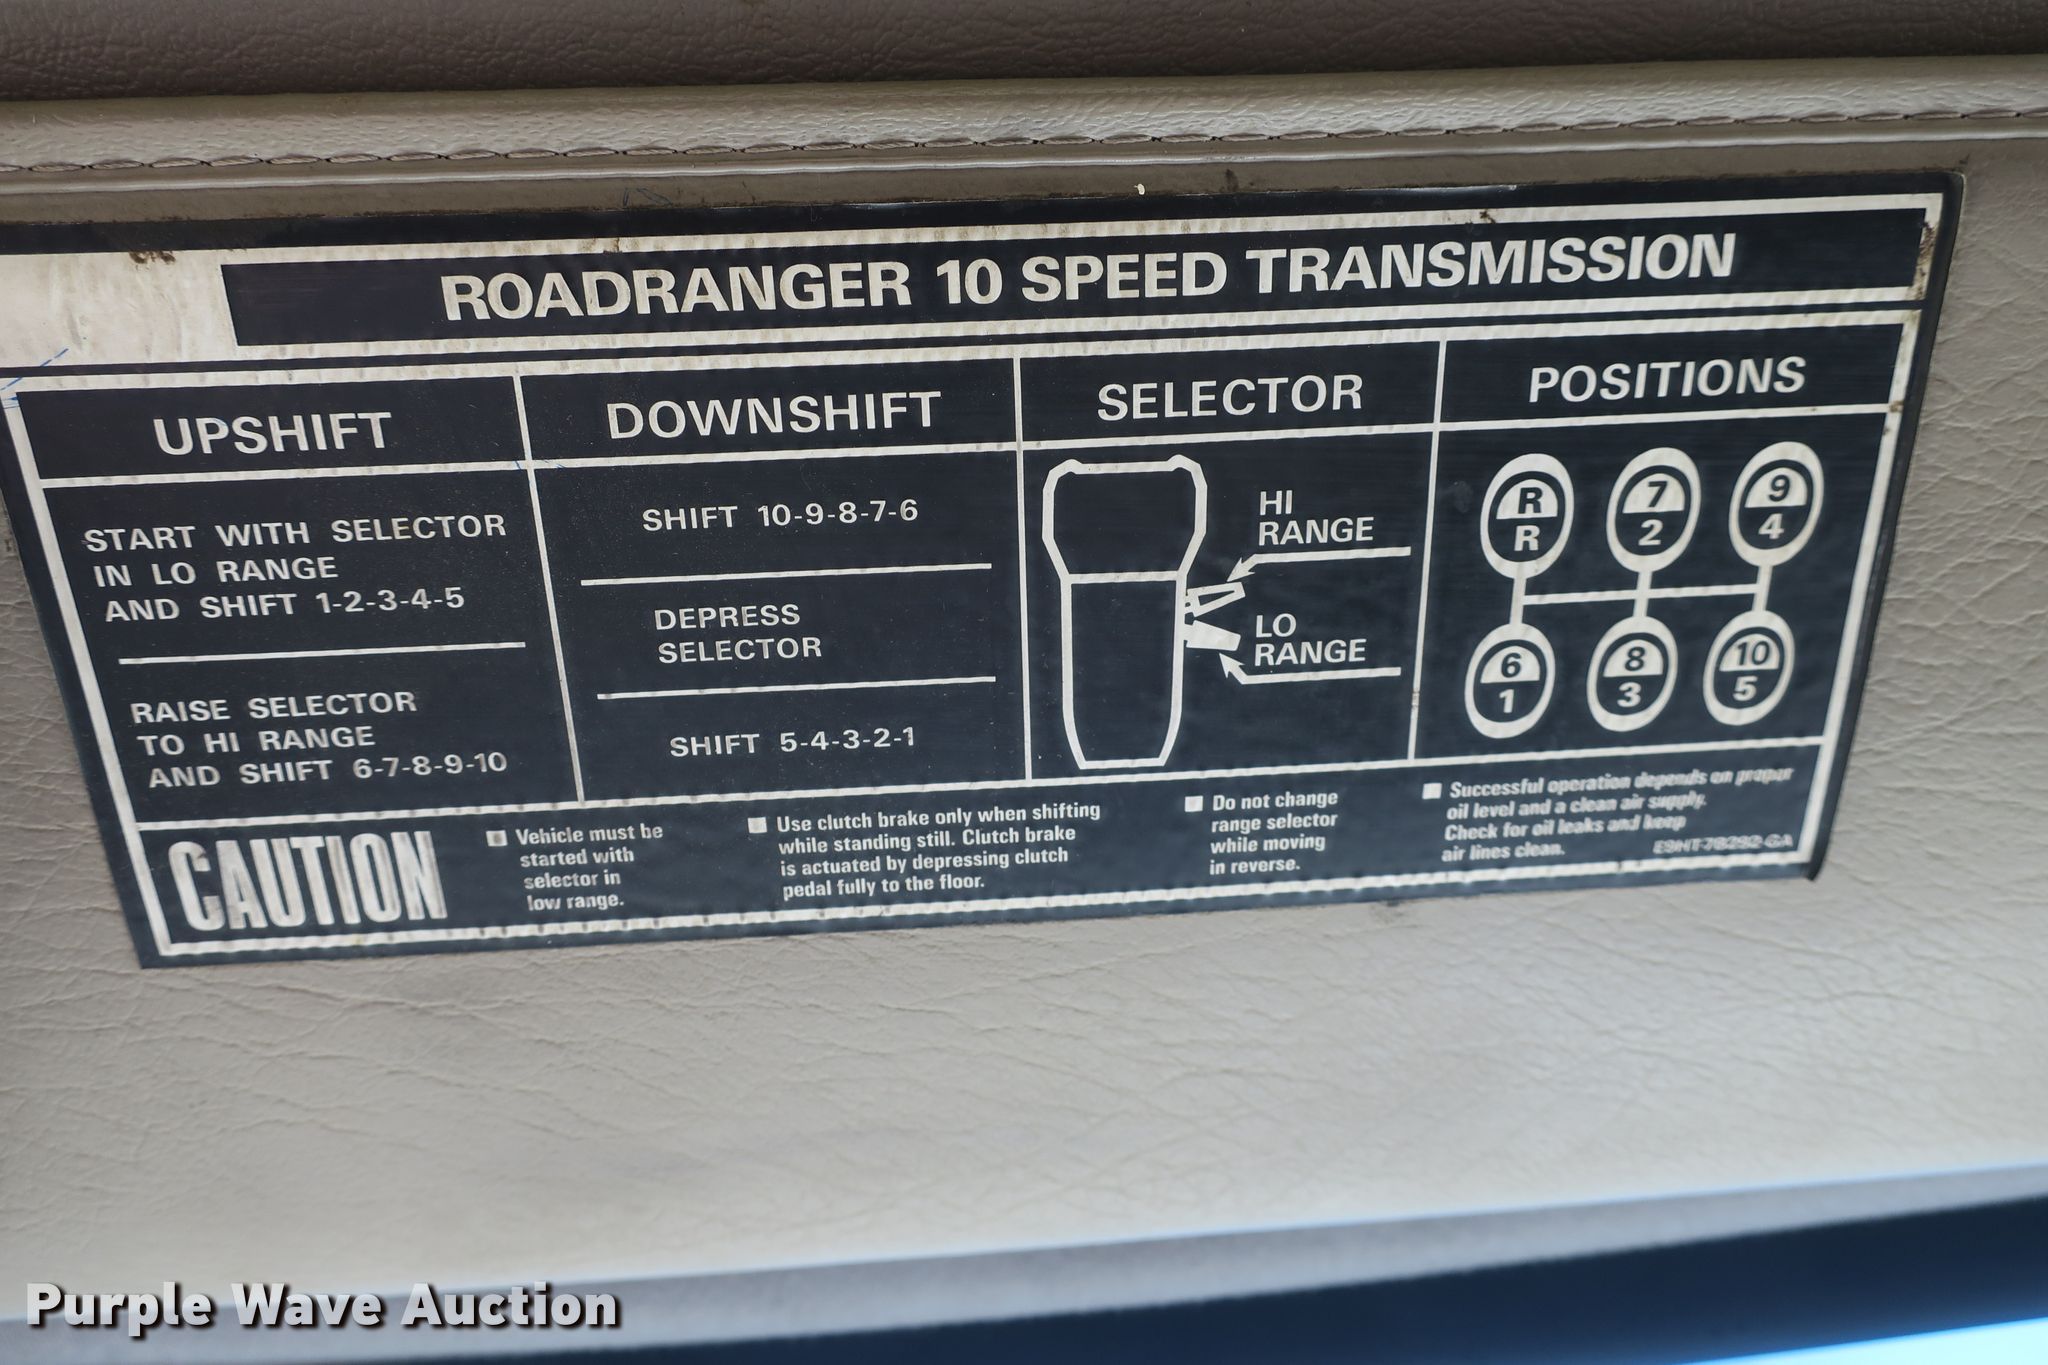 ROADRANGER 10 SPEED TRANSMISSION
UPSHIFT
START WITH SELECTOR
IN LO RANGE
AND SHIFT 1-2-3-4-5
RAISE SELECTOR
TO HI RANGE
AND SHIFT 6-7-8-9-10
DOWNSHIFT
SHIFT 10-9-8-7-6
DEPRESS
SELECTOR
SHIFT 5-4-3-2-1
SELECTOR
HI
RANGE
LO
RANGE
POSITIONS
R 7 9
R 2 4
6 8 10
1 3 5
CAUTION
Vehicle must be
started with
selector in
low range.
Use clutch brake only when shifting
while standing still. Clutch brake
is actuated by depressing clutch
pedal fully to the floor.
Do not change
range selector
while moving
in reverse.
Successful operation depends on proper
oil level and a clean air supply.
Check for oil leaks and keep
air lines clean.
E9HT-7B292-GA
Purple Wave Auction